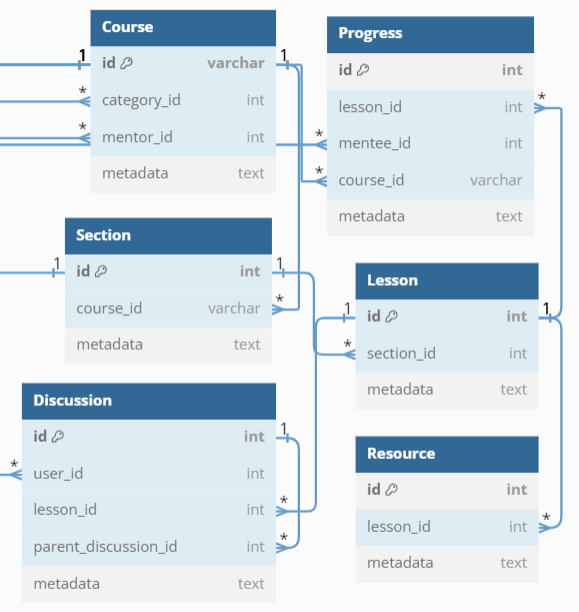 Course
id varchar
category_id int
mentor_id int
metadata text
1
*
*
1
Progress
id int
lesson_id int
mentee_id int
course_id varchar
metadata text
*
*
*
Section
id int
course_id varchar
metadata text
1
1
*
Lesson
id int
section_id int
metadata text
1
*
1
Discussion
id int
user_id int
lesson_id int
parent_discussion_id int
metadata text
*
1
*
*
Resource
id int
lesson_id int
metadata text
*